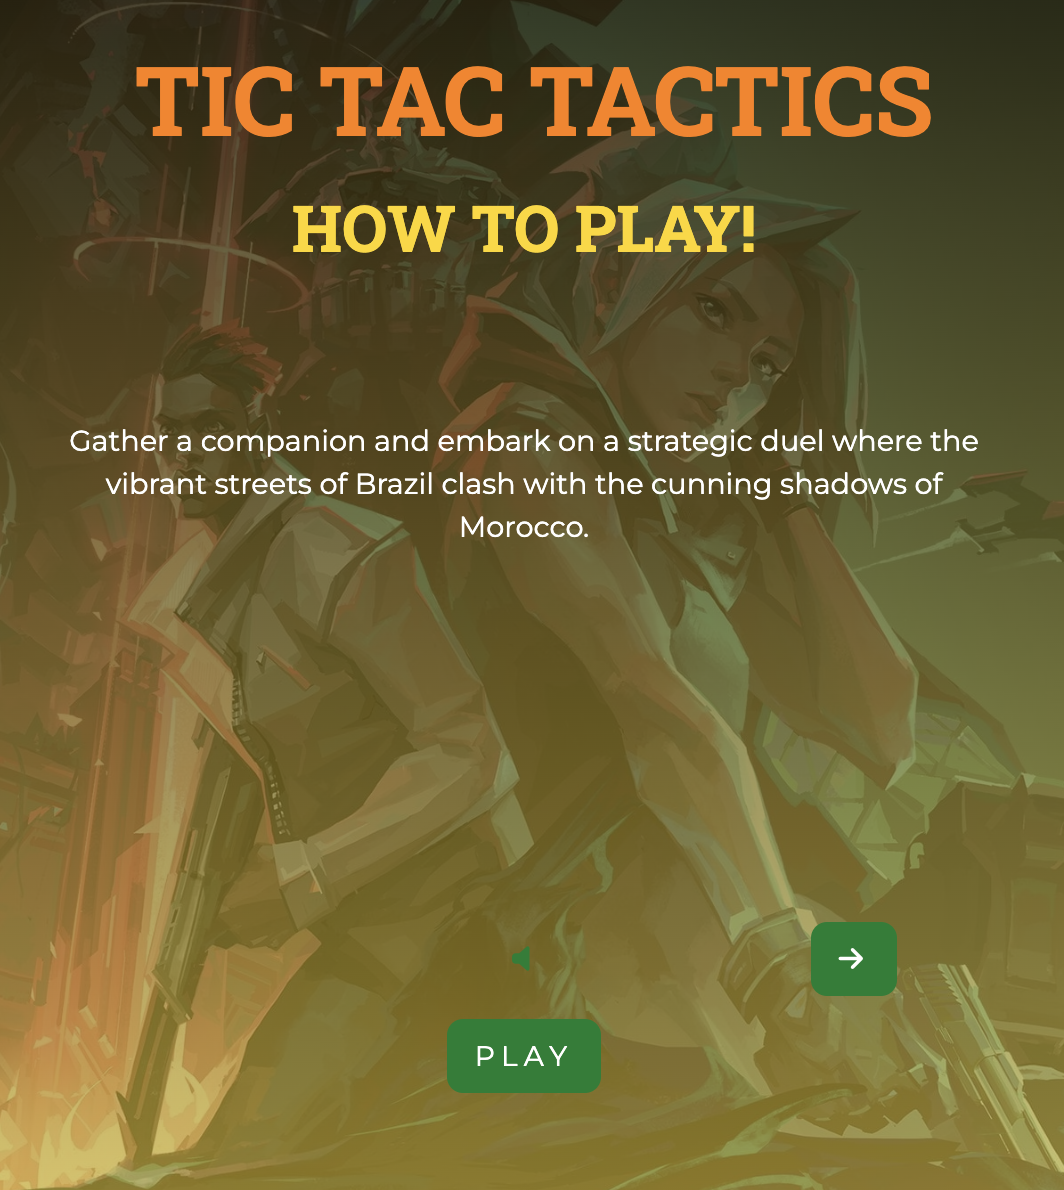 TIC TAC TACTICS
HOW TO PLAY!
Gather a companion and embark on a strategic duel where the
vibrant streets of Brazil clash with the cunning shadows of
Morocco.
PLAY